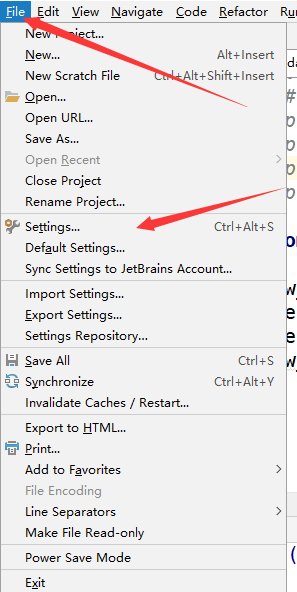 File Edit View Navigate Code Refactor Ru
New Project...
New... Alt+Insert
New Scratch File Ctrl+Alt+Shift+Insert
Open...
Open URL...
Save As...
Open Recent
Close Project
Rename Project...
Settings... Ctrl+Alt+S
Default Settings...
Sync Settings to JetBrains Account...
Import Settings...
Export Settings...
Settings Repository...
Save All Ctrl+S
Synchronize Ctrl+Alt+Y
Invalidate Caches / Restart...
Export to HTML...
Print...
Add to Favorites
File Encoding
Line Separators
Make File Read-only
Power Save Mode
Exit